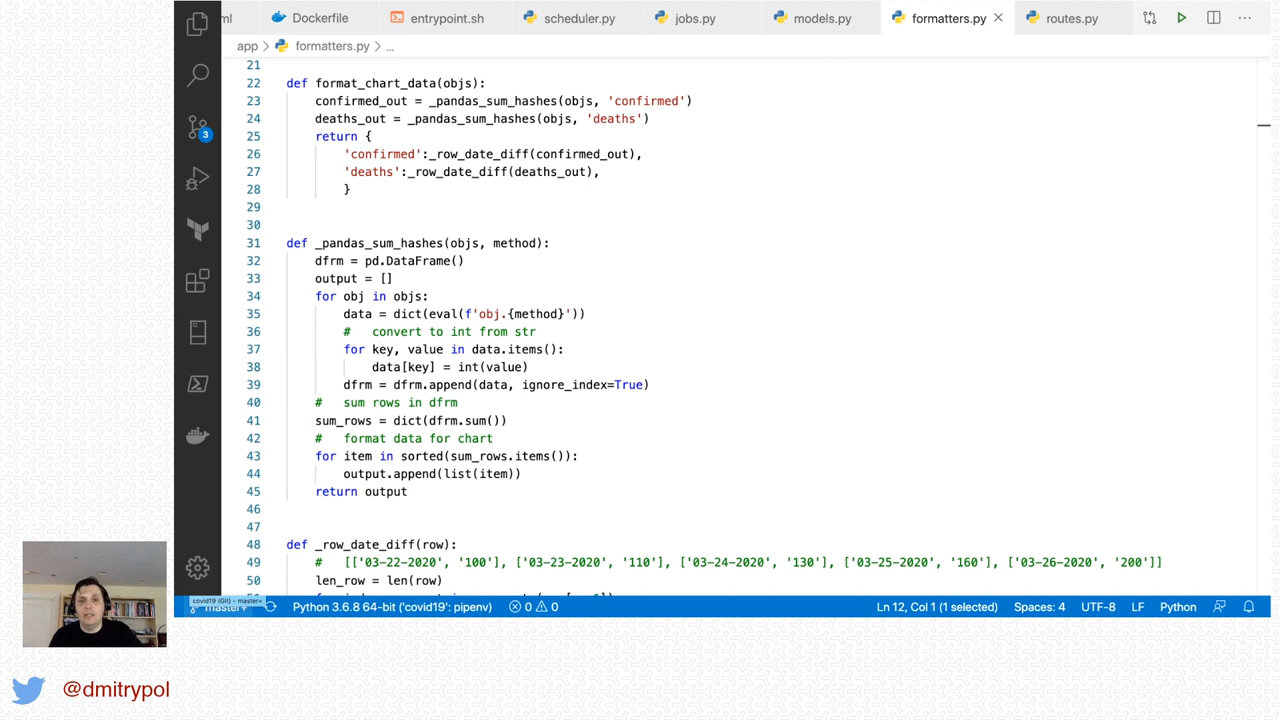 ml Dockerfile entrypoint.sh scheduler.py jobs.py models.py formatters.py routes.py
app > formatters.py > ...
21
22 def format_chart_data(objs):
23 confirmed_out = _pandas_sum_hashes(objs, 'confirmed')
24 deaths_out = _pandas_sum_hashes(objs, 'deaths')
25 return {
26 'confirmed':_row_date_diff(confirmed_out),
27 'deaths':_row_date_diff(deaths_out),
28 }
29
30
31 def _pandas_sum_hashes(objs, method):
32 dfrm = pd.DataFrame()
33 output = []
34 for obj in objs:
35 data = dict(eval(f'obj.{method}'))
36 # convert to int from str
37 for key, value in data.items():
38 data[key] = int(value)
39 dfrm = dfrm.append(data, ignore_index=True)
40 # sum rows in dfrm
41 sum_rows = dict(dfrm.sum())
42 # format data for chart
43 for item in sorted(sum_rows.items()):
44 output.append(list(item))
45 return output
46
47
48 def _row_date_diff(row):
49 # [['03-22-2020', '100'], ['03-23-2020', '110'], ['03-24-2020', '130'], ['03-25-2020', '160'], ['03-26-2020', '200']]
50 len_row = len(row)
3
covid19 (Git) - master+
master+ Python 3.6.8 64-bit ('covid19': pipenv) 0 0 Ln 12, Col 1 (1 selected) Spaces: 4 UTF-8 LF Python
@dmitrypol